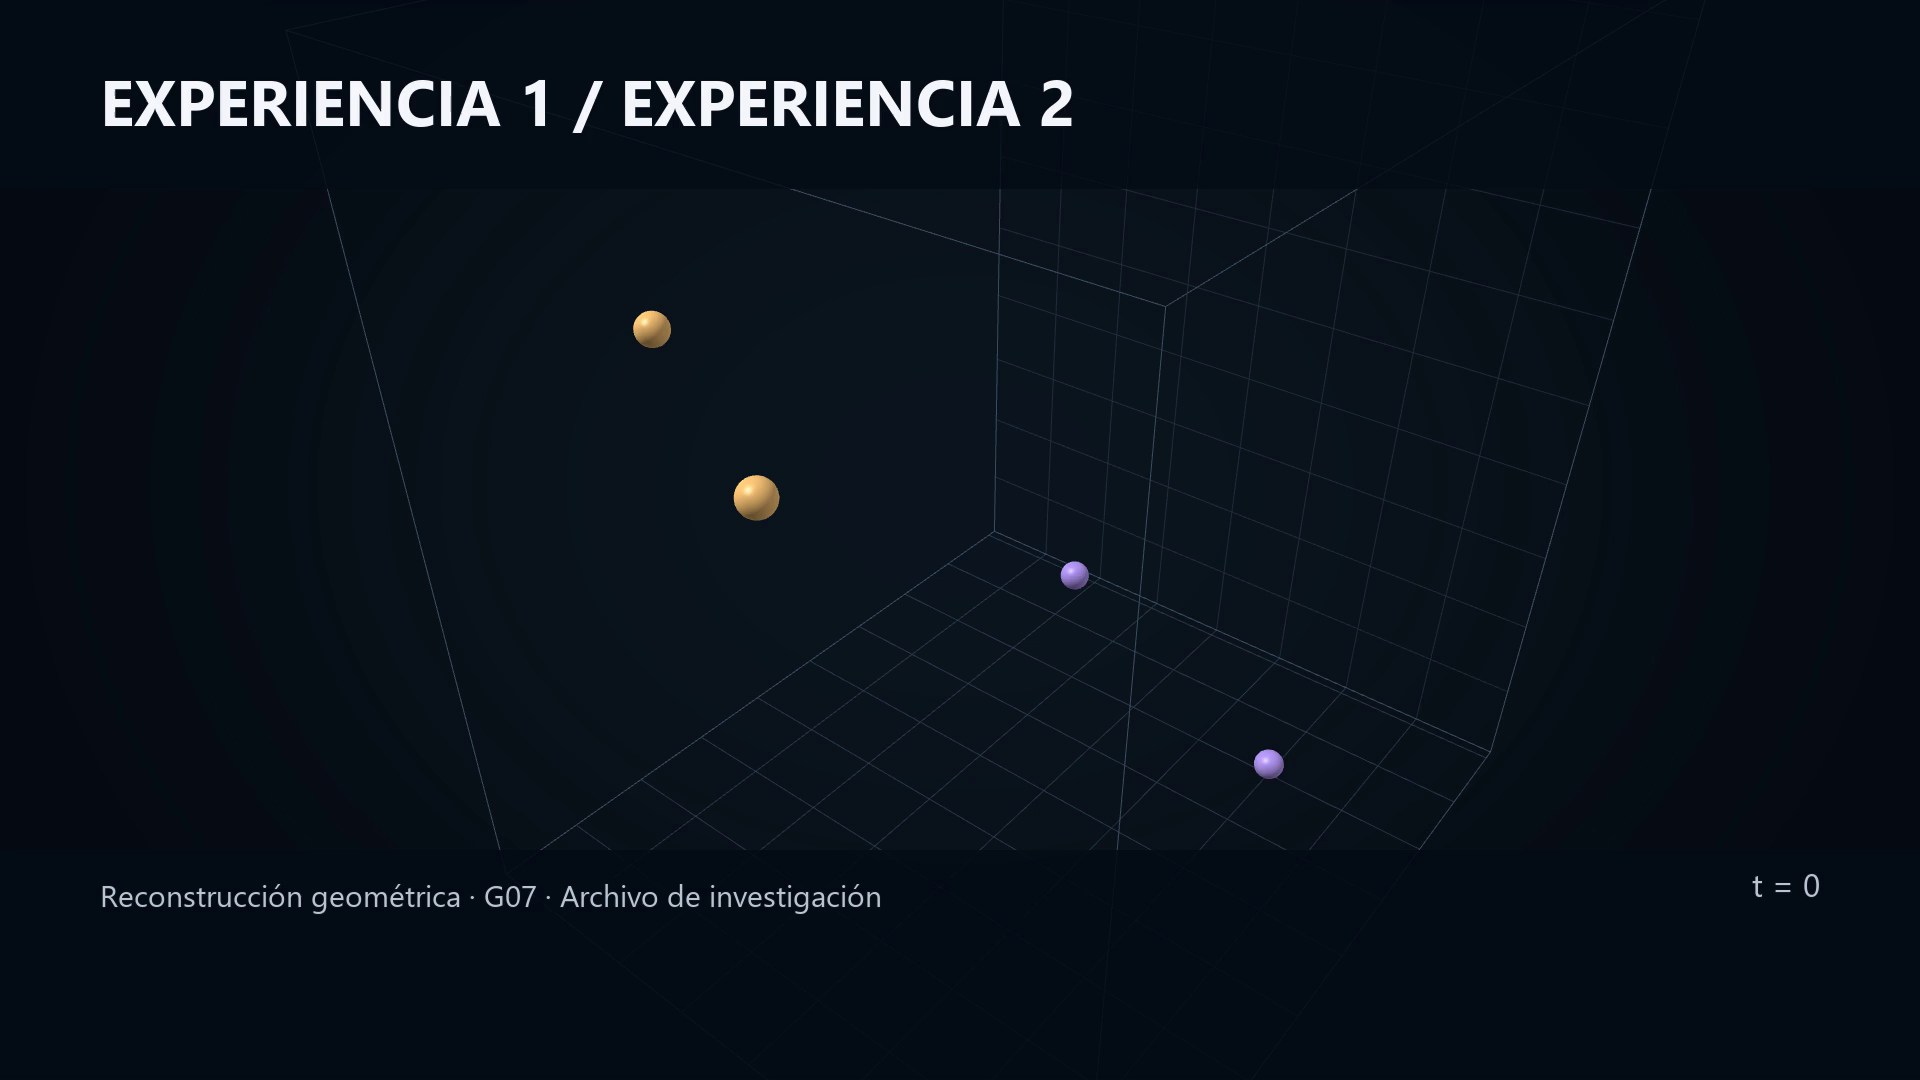 EXPERIENCIA 1 / EXPERIENCIA 2
Reconstrucción geométrica · G07 · Archivo de investigación
t = 0